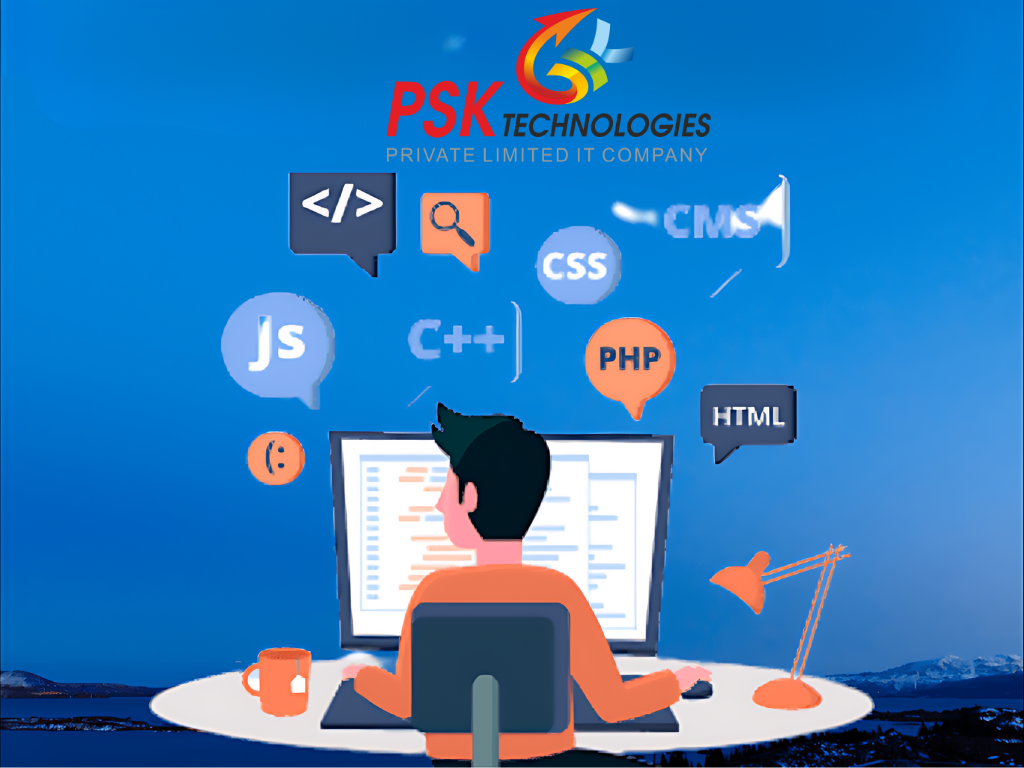 PSK TECHNOLOGIES
PRIVATE LIMITED IT COMPANY
</>
CMS
CSS
Js
C++
PHP
HTML
(: